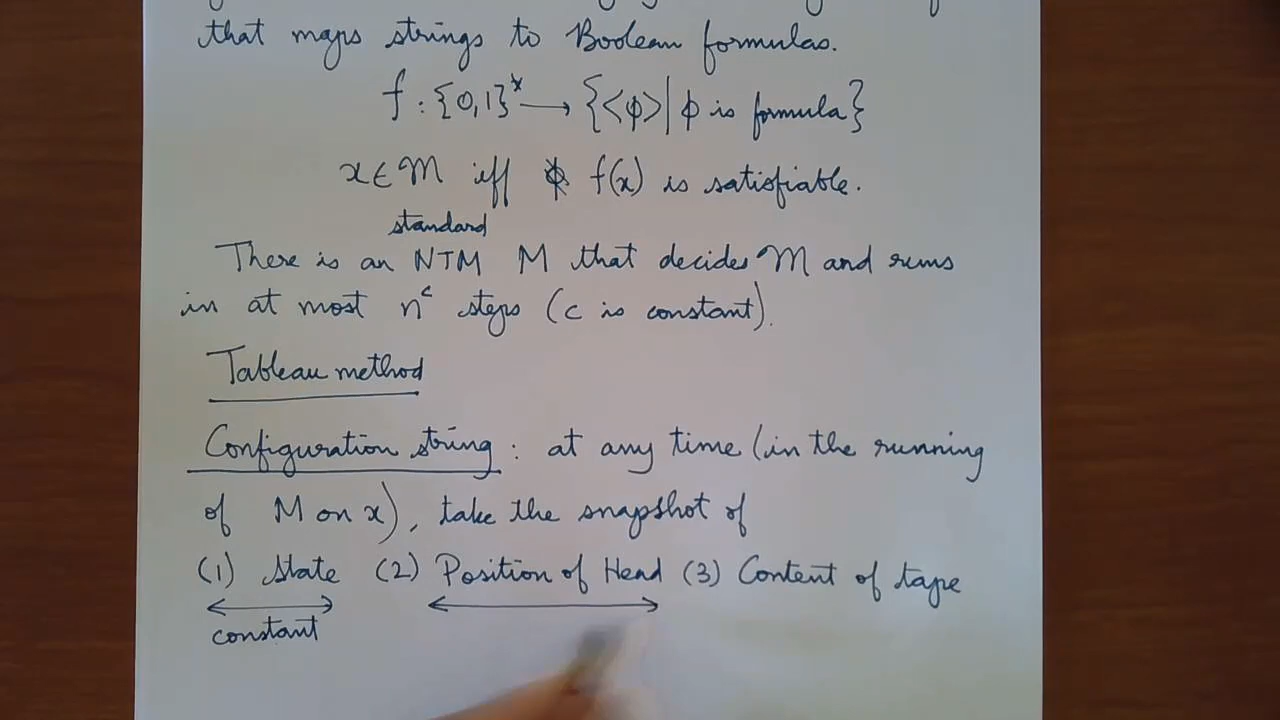 that maps strings to Boolean formulas.
f : {0,1}* → {<φ> | φ is formula}
x ∈ M iff f(x) is satisfiable.
standard
There is an NTM M that decides M and runs
in at most n^c steps (c is constant).
Tableau method
Configuration string : at any time (in the running
of M on x), take the snapshot of
(1) State (2) Position of Head (3) Content of tape
constant